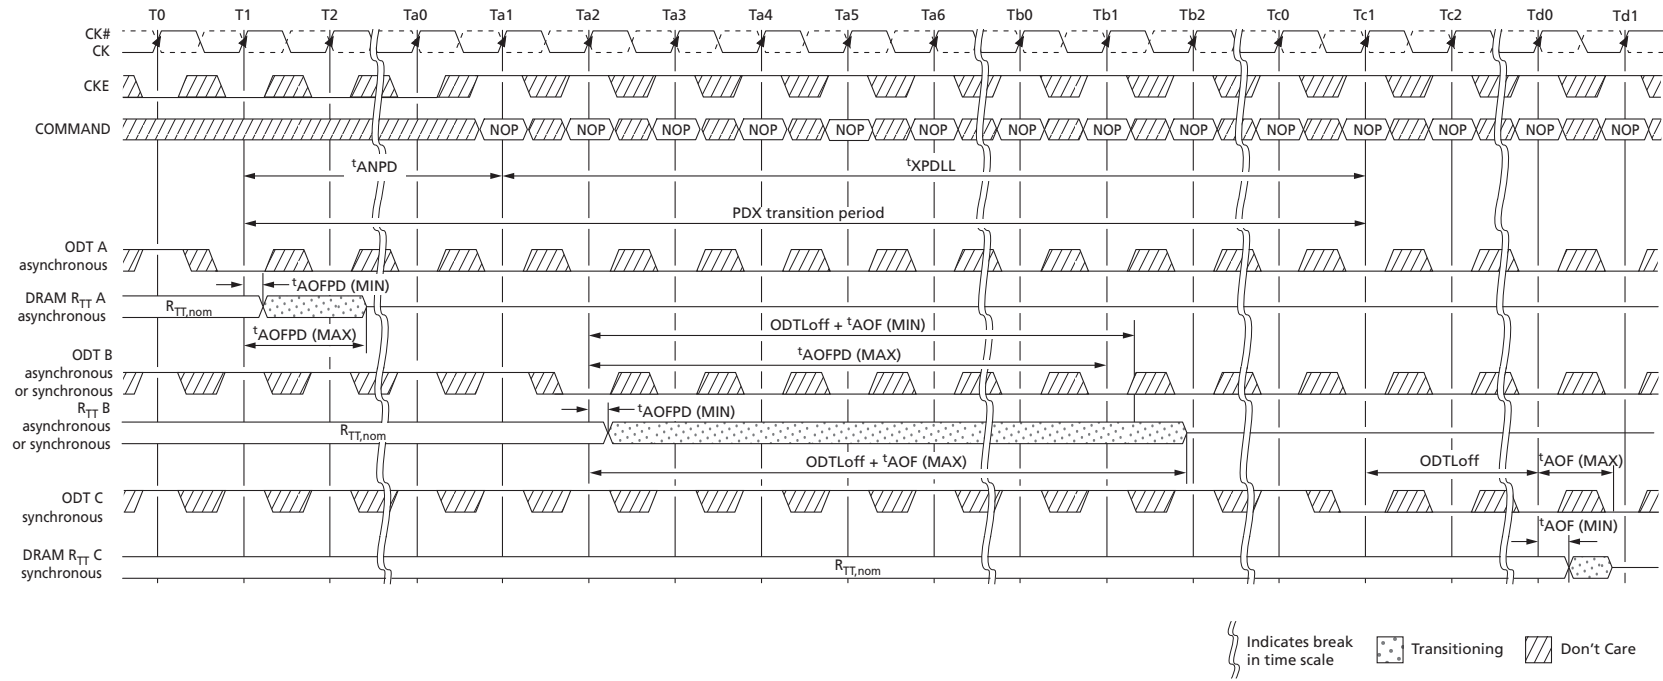 T0 T1 T2 Ta0 Ta1 Ta2 Ta3 Ta4 Ta5 Ta6 Tb0 Tb1 Tb2 Tc0 Tc1 Tc2 Td0 Td1
CK#
CK
CKE
COMMAND NOP NOP NOP NOP NOP NOP NOP NOP NOP NOP NOP NOP NOP NOP
tANPD tXPDLL
PDX transition period
ODT A
asynchronous
tAOFPD (MIN)
DRAM RTT A
asynchronous
RTT,nom
tAOFPD (MAX)
ODTLoff + tAOF (MIN)
tAOFPD (MAX)
ODT B
asynchronous
or synchronous
tAOFPD (MIN)
RTT B
asynchronous
or synchronous
RTT,nom
ODTLoff + tAOF (MAX)
ODTLoff tAOF (MAX)
ODT C
synchronous
tAOF (MIN)
DRAM RTT C
synchronous
RTT,nom
Indicates break
in time scale
Transitioning
Don't Care